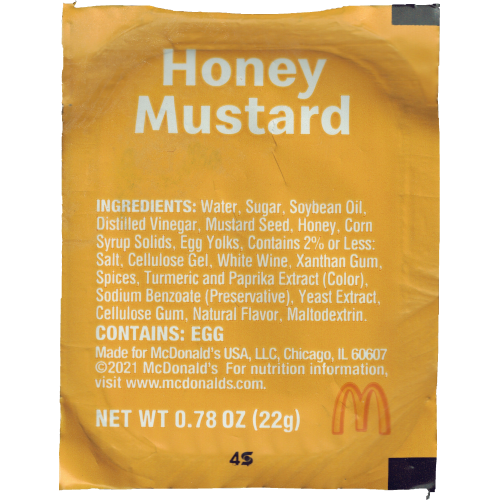 Honey
Mustard
INGREDIENTS: Water, Sugar, Soybean Oil,
Distilled Vinegar, Mustard Seed, Honey, Corn
Syrup Solids, Egg Yolks, Contains 2% or Less:
Salt, Cellulose Gel, White Wine, Xanthan Gum,
Spices, Turmeric and Paprika Extract (Color),
Sodium Benzoate (Preservative), Yeast Extract,
Cellulose Gum, Natural Flavor, Maltodextrin.
CONTAINS: EGG
Made for McDonald's USA, LLC, Chicago, IL 60607
©2021 McDonald's For nutrition information,
visit www.mcdonalds.com.
NET WT 0.78 OZ (22g)